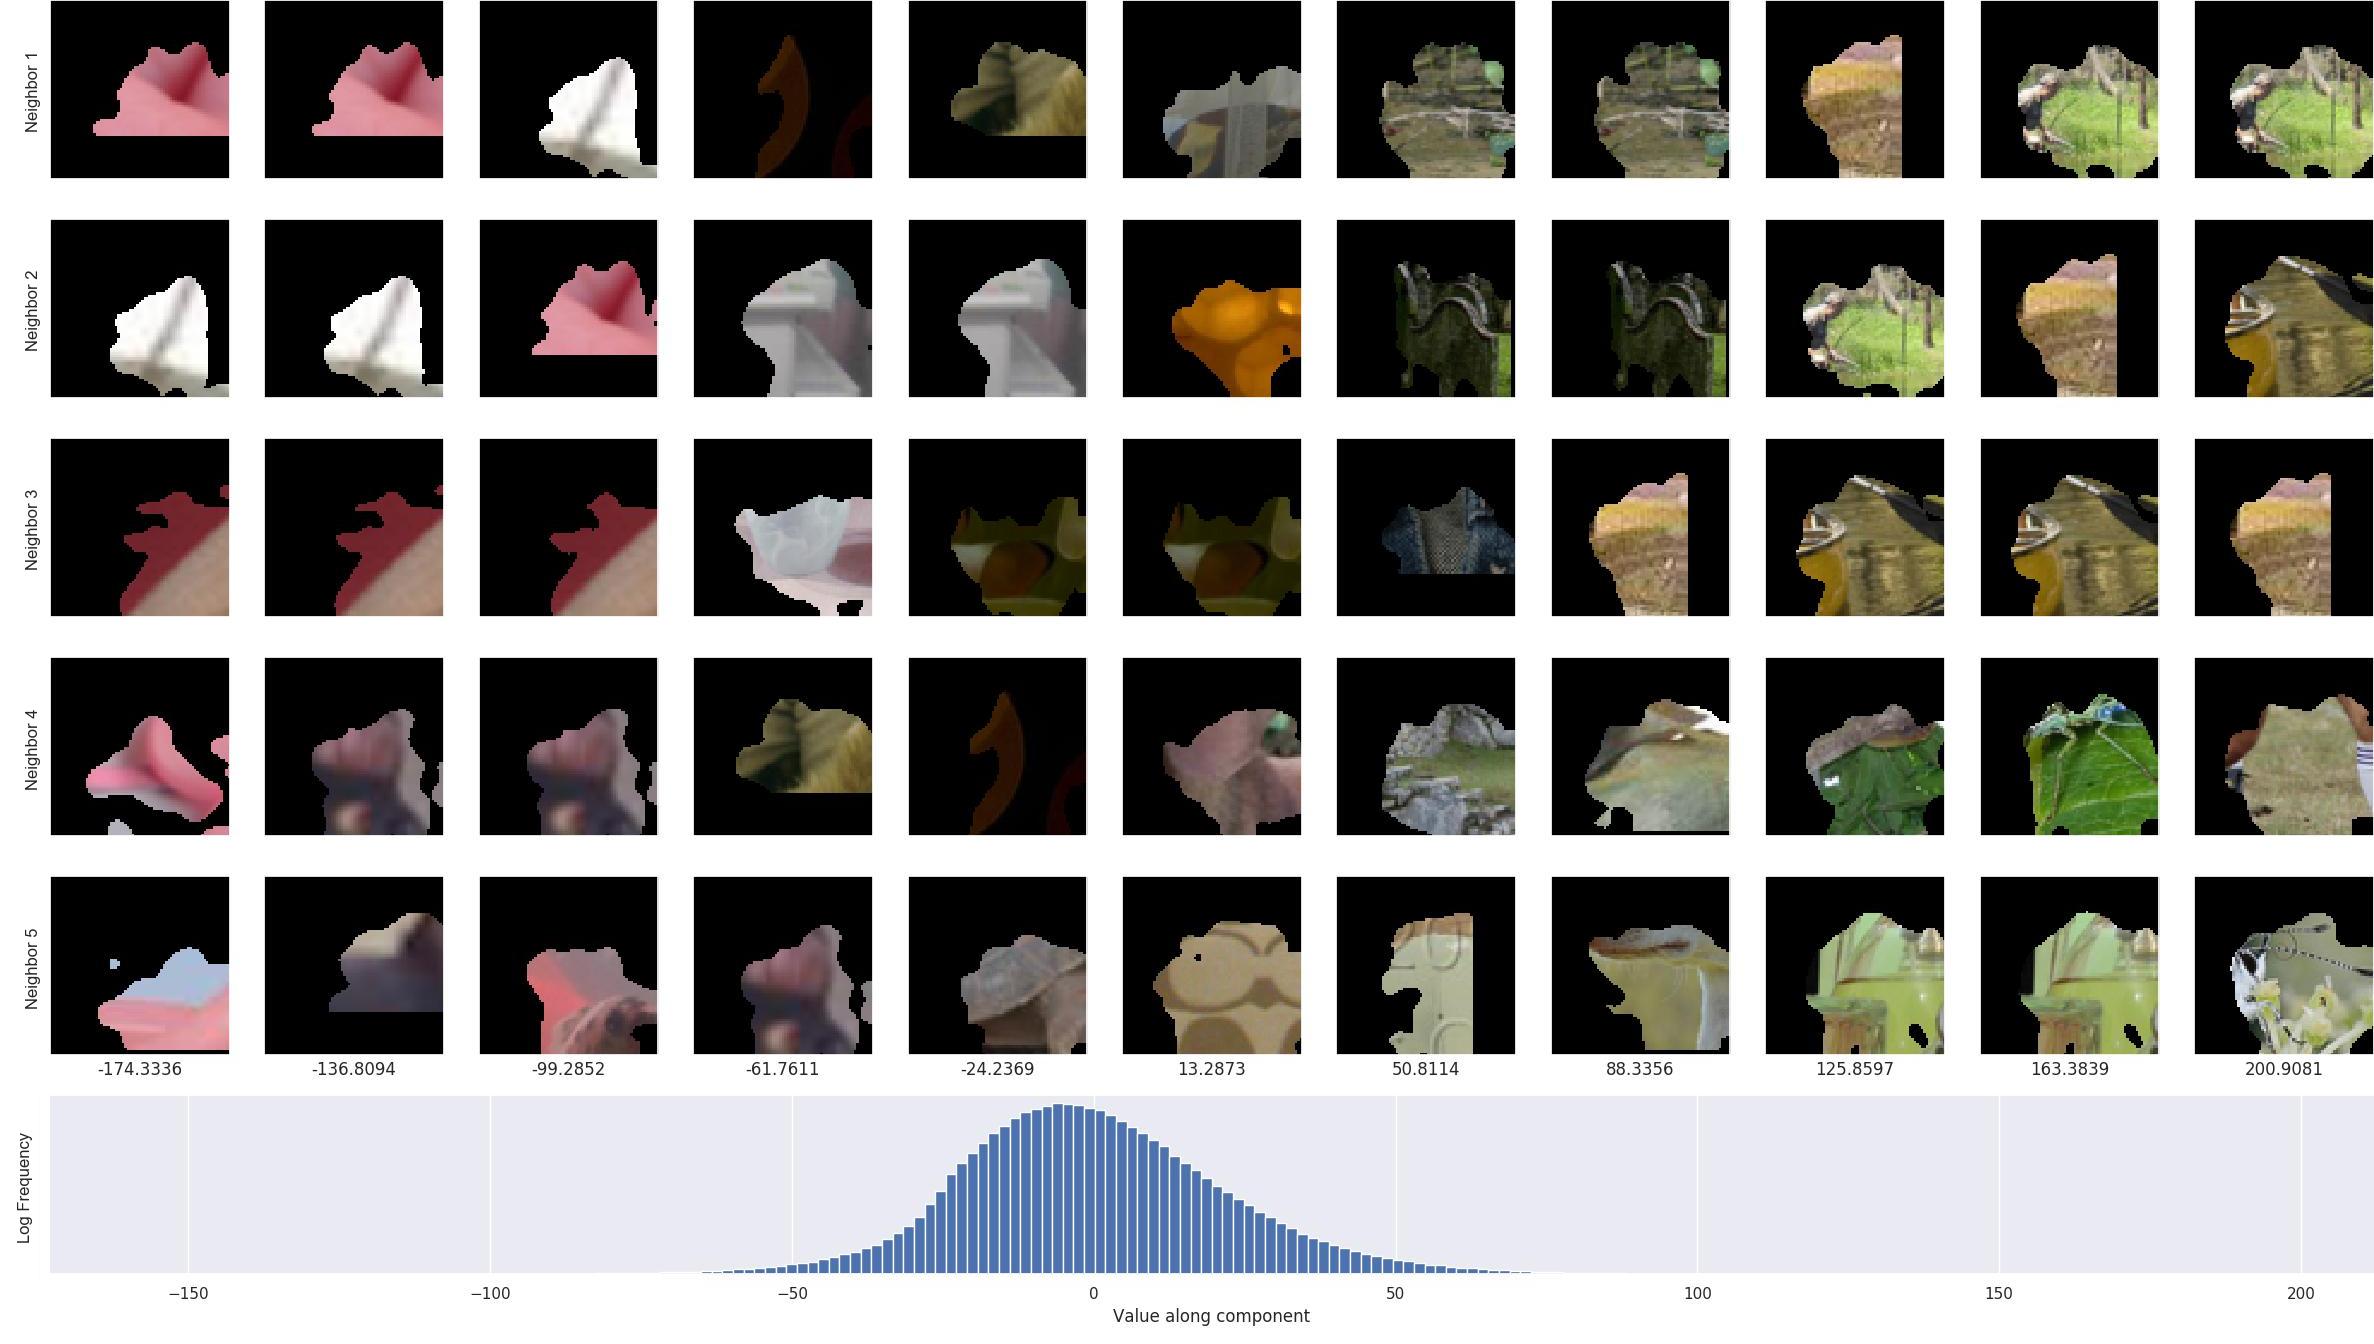 Neighbor 1
Neighbor 2
Neighbor 3
Neighbor 4
Neighbor 5
-174.3336 -136.8094 -99.2852 -61.7611 -24.2369 13.2873 50.8114 88.3356 125.8597 163.3839 200.9081
Log Frequency
−150 −100 −50 0 50 100 150 200
Value along component